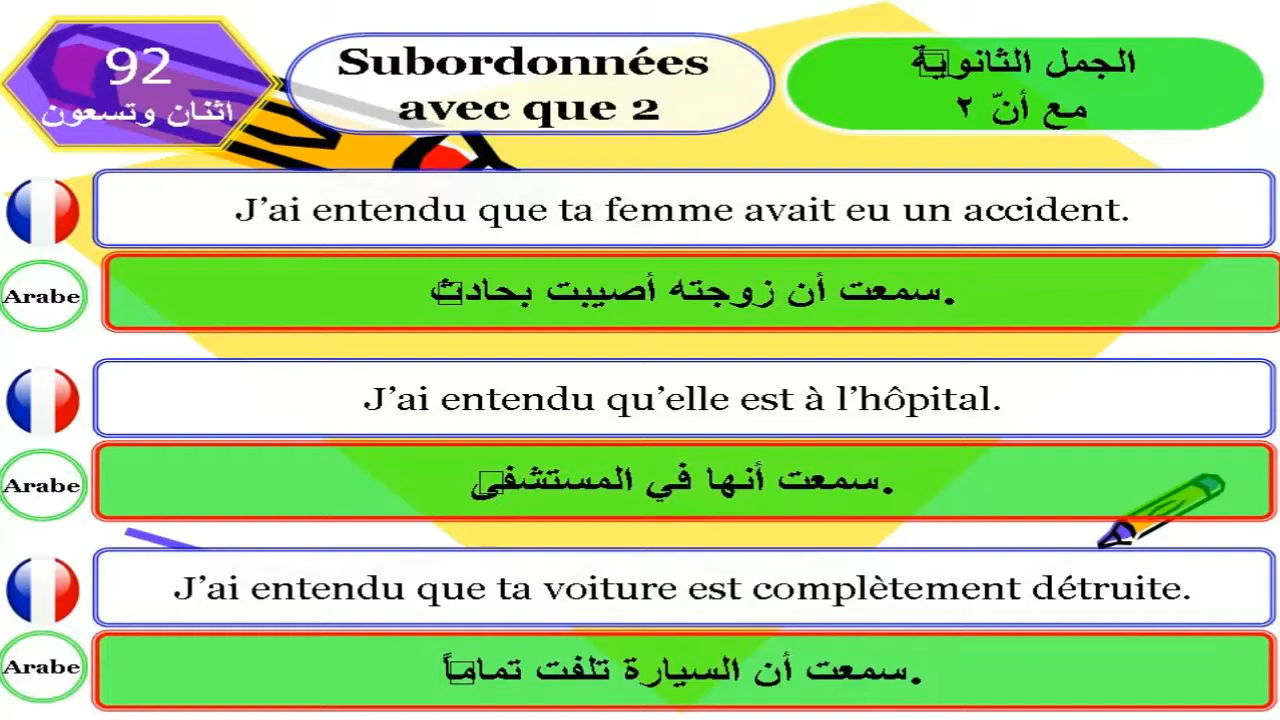 92
اثنان وتسعون
Subordonnées
avec que 2
الجمل الثانوية
مع أنّ ٢
J’ai entendu que ta femme avait eu un accident.
Arabe
سمعت أن زوجته أصيبت بحادث.
J’ai entendu qu’elle est à l’hôpital.
Arabe
سمعت أنها في المستشفى.
J’ai entendu que ta voiture est complètement détruite.
Arabe
سمعت أن السيارة تلفت تماماً.